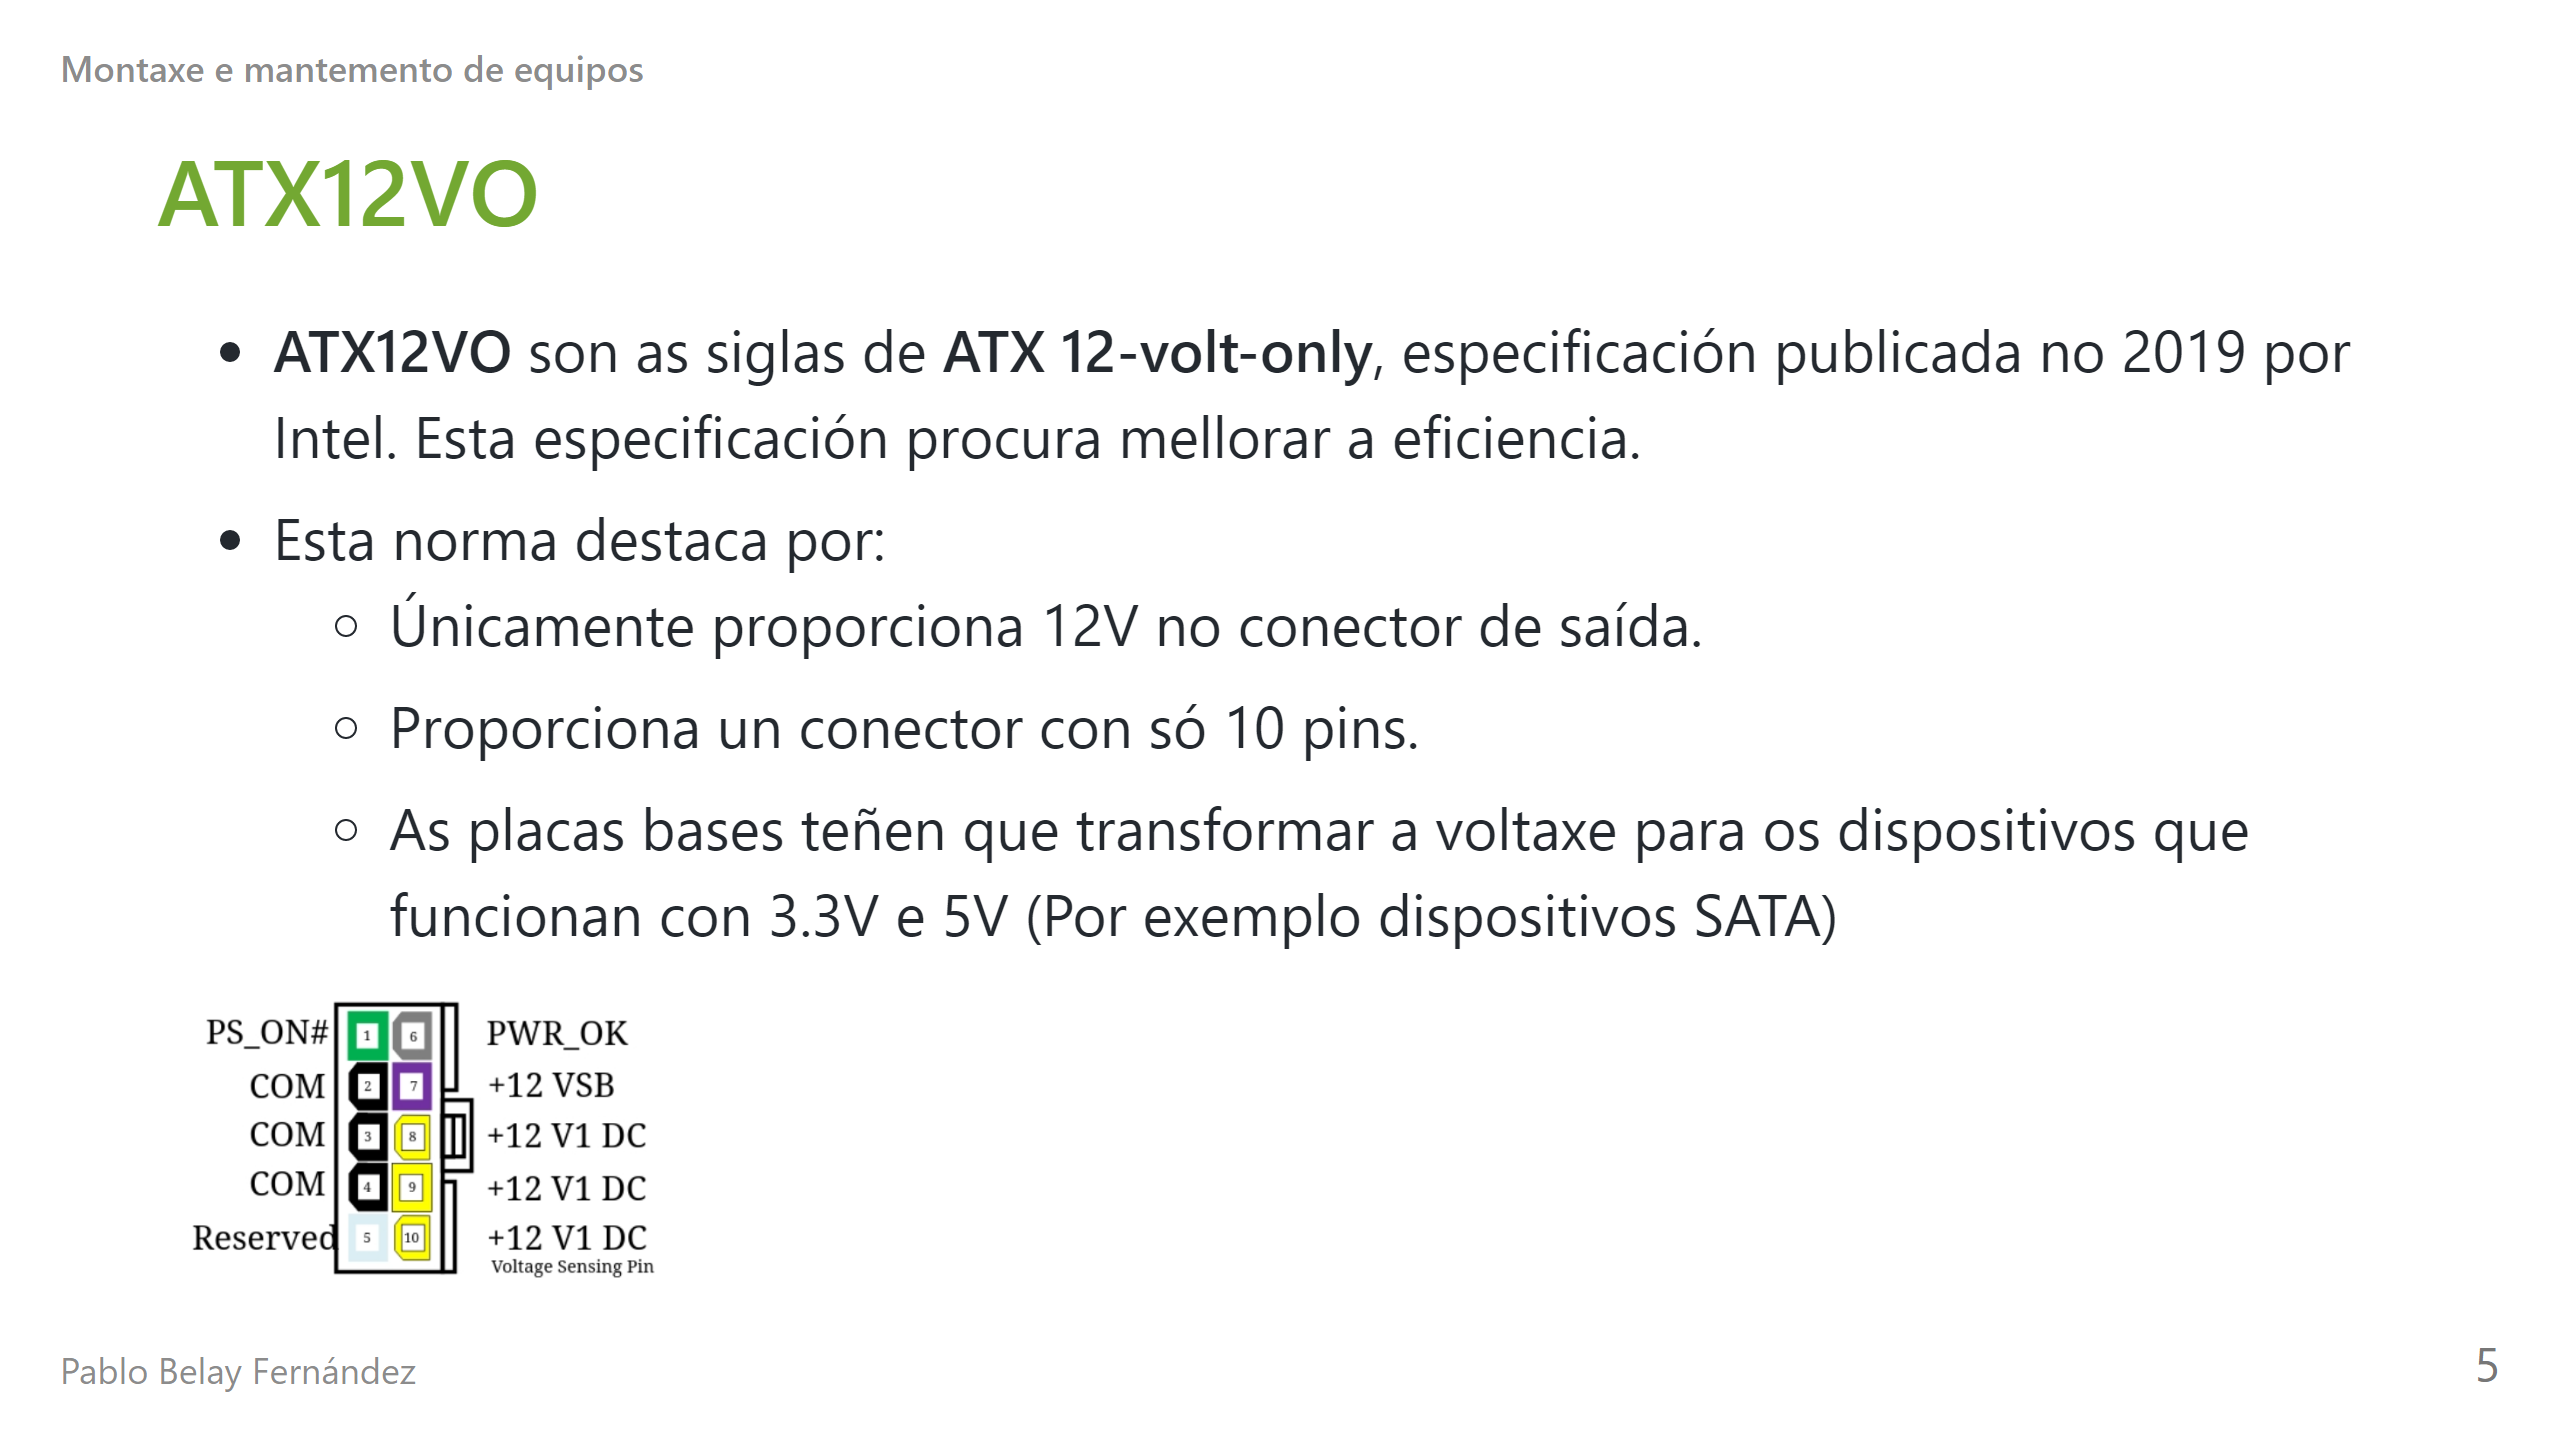 Montaxe e mantemento de equipos
ATX12VO
• ATX12VO son as siglas de ATX 12-volt-only, especificación publicada no 2019 por
Intel. Esta especificación procura mellorar a eficiencia.
• Esta norma destaca por:
○ Únicamente proporciona 12V no conector de saída.
○ Proporciona un conector con só 10 pins.
○ As placas bases teñen que transformar a voltaxe para os dispositivos que
funcionan con 3.3V e 5V (Por exemplo dispositivos SATA)
PS_ON# 1 6 PWR_OK
COM 2 7 +12 VSB
COM 3 8 +12 V1 DC
COM 4 9 +12 V1 DC
Reserved 5 10 +12 V1 DC
Voltage Sensing Pin
Pablo Belay Fernández
5